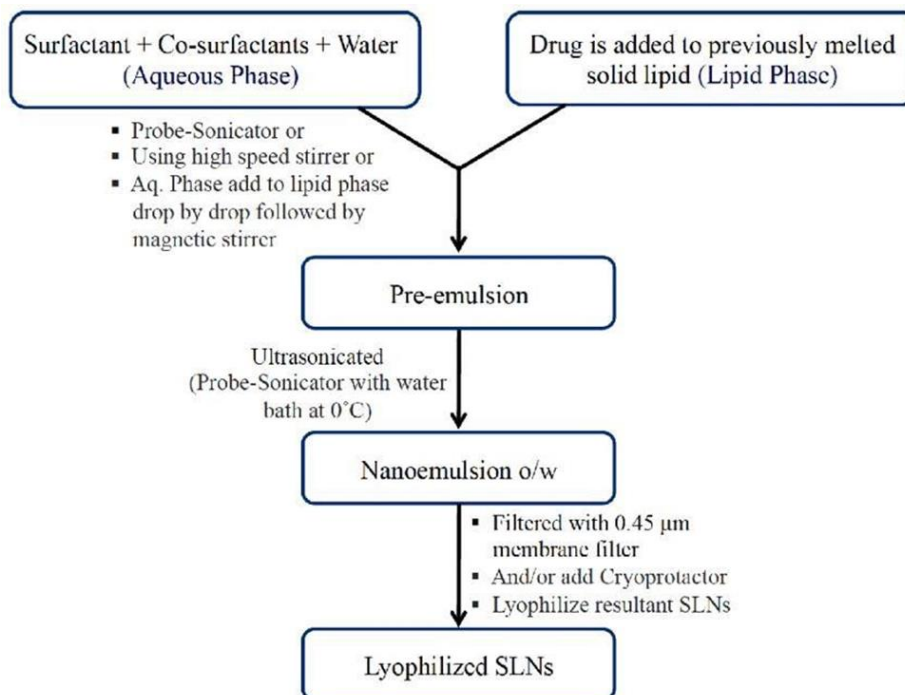 Surfactant + Co-surfactants + Water
(Aqueous Phase)
Drug is added to previously melted
solid lipid (Lipid Phase)
▪ Probe-Sonicator or
▪ Using high speed stirrer or
▪ Aq. Phase add to lipid phase
drop by drop followed by
magnetic stirrer
Pre-emulsion
Ultrasonicated
(Probe-Sonicator with water
bath at 0˚C)
Nanoemulsion o/w
▪ Filtered with 0.45 µm
membrane filter
▪ And/or add Cryoprotactor
▪ Lyophilize resultant SLNs
Lyophilized SLNs